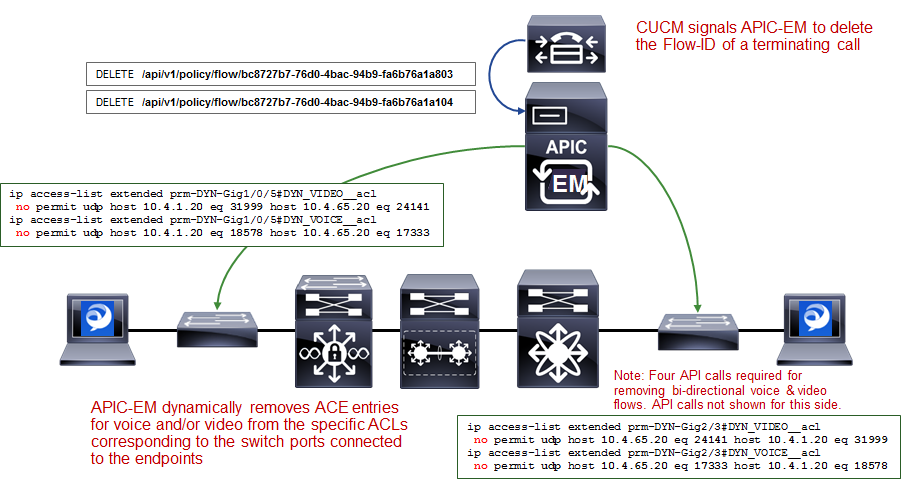 CUCM signals APIC-EM to delete
the Flow-ID of a terminating call
DELETE /api/v1/policy/flow/bc8727b7-76d0-4bac-94b9-fa6b76a1a803
DELETE /api/v1/policy/flow/bc8727b7-76d0-4bac-94b9-fa6b76a1a104
APIC
EM
ip access-list extended prm-DYN-Gig1/0/5#DYN_VIDEO__acl
no permit udp host 10.4.1.20 eq 31999 host 10.4.65.20 eq 24141
ip access-list extended prm-DYN-Gig1/0/5#DYN_VOICE__acl
no permit udp host 10.4.1.20 eq 18578 host 10.4.65.20 eq 17333
APIC-EM dynamically removes ACE entries
for voice and/or video from the specific ACLs
corresponding to the switch ports connected
to the endpoints
Note: Four API calls required for
removing bi-directional voice & video
flows. API calls not shown for this side.
ip access-list extended prm-DYN-Gig2/3#DYN_VIDEO__acl
no permit udp host 10.4.65.20 eq 24141 host 10.4.1.20 eq 31999
ip access-list extended prm-DYN-Gig2/3#DYN_VOICE__acl
no permit udp host 10.4.65.20 eq 17333 host 10.4.1.20 eq 18578